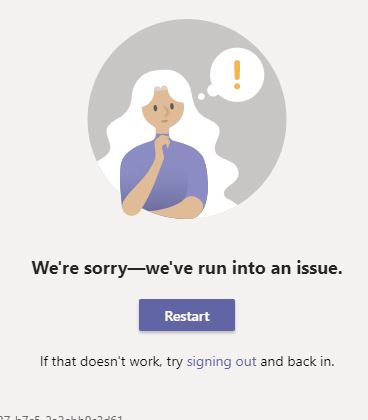 !
We're sorry—we've run into an issue.
Restart
If that doesn't work, try signing out and back in.